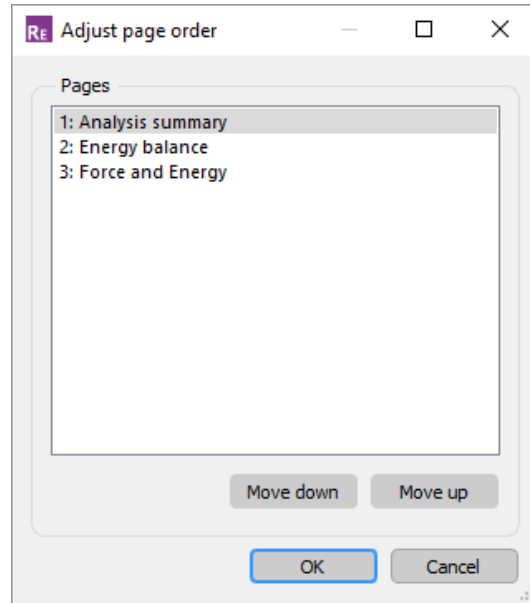 RE Adjust page order
Pages
1: Analysis summary
2: Energy balance
3: Force and Energy
Move down Move up
OK Cancel